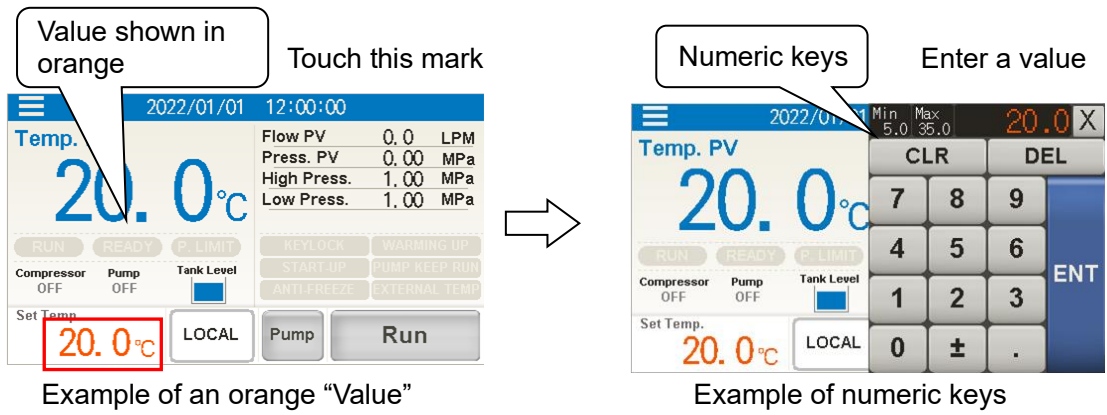 Value shown in
orange
Touch this mark
2022/01/01 12:00:00
Temp.
20.0℃
Flow PV 0.0 LPM
Press. PV 0.00 MPa
High Press. 1.00 MPa
Low Press. 1.00 MPa
RUN READY P. LIMIT
KEYLOCK WARMING UP
START-UP PUMP KEEP RUN
ANTI-FREEZE EXTERNAL TEMP
Compressor Pump Tank Level
OFF OFF
Set Temp.
20.0℃
LOCAL Pump Run
Example of an orange “Value”
Numeric keys
Enter a value
2022/01/01
Min Max
5.0 35.0
20.0 X
Temp. PV
20.0℃
CLR DEL
7 8 9
4 5 6
ENT
1 2 3
0 ± .
RUN READY P. LIMIT
Compressor Pump Tank Level
OFF OFF
Set Temp.
20.0℃
LOCAL
Example of numeric keys